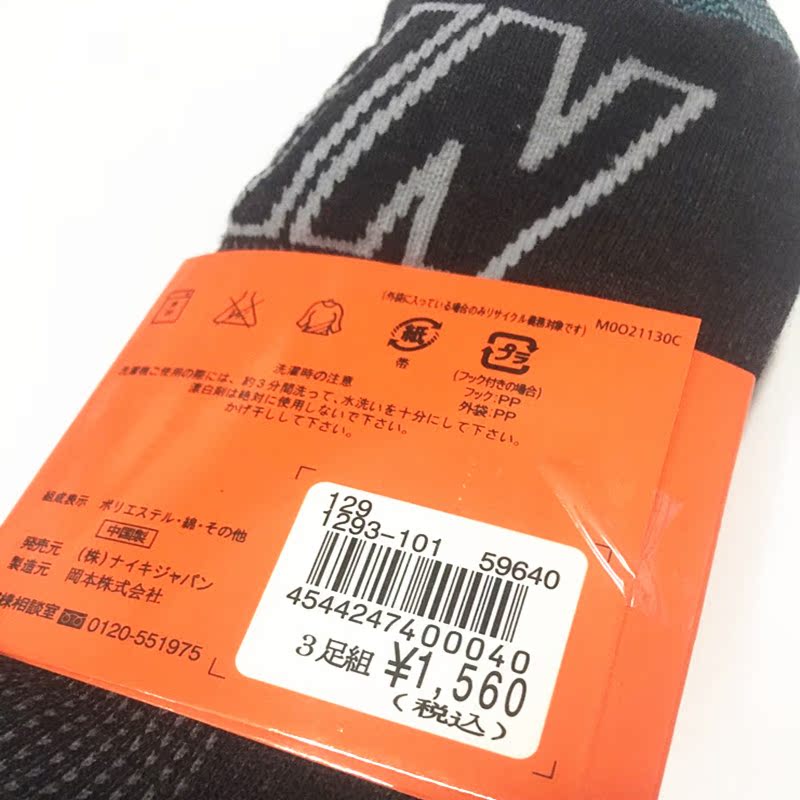 (外袋に入っている場合のみリサイクル義務対象です) M0O21130C
紙
帯
プラ
(フック付きの場合)
フック:PP
外袋:PP
洗濯時の注意
洗濯機ご使用の際には、約3分間洗って、水洗いを十分にして下さい。
漂白剤は絶対に使用しないで下さい。
かげ干しして下さい。
組成表示 ポリエステル・綿・その他
中国製
発売元 (株)ナイキジャパン
製造元 岡本株式会社
様相談室 0120-551975
129
1293-101 59640
4544247400040
3足組 ¥1,560
(税込)